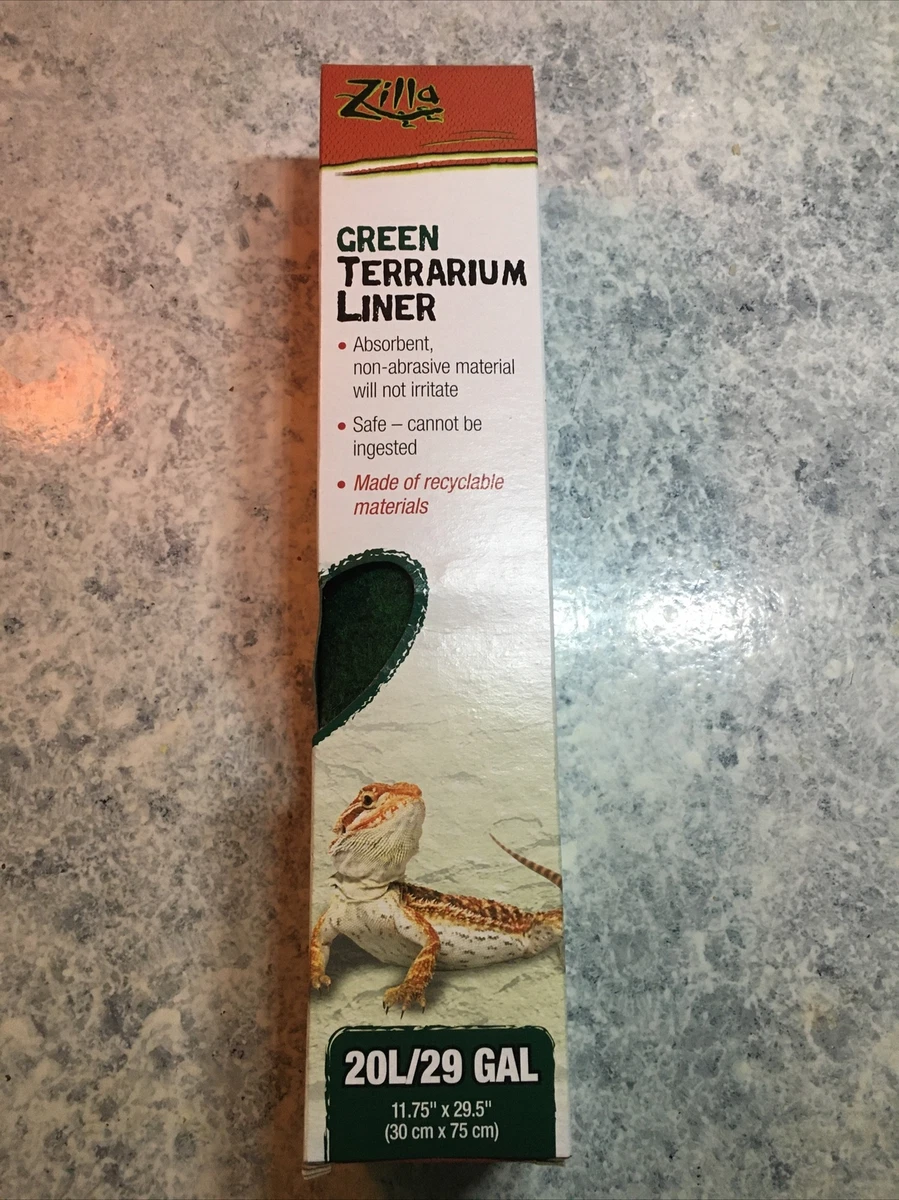 Zilla
GREEN
TERRARIUM
LINER
• Absorbent,
non-abrasive material
will not irritate
• Safe – cannot be
ingested
• Made of recyclable
materials
20L/29 GAL
11.75" x 29.5"
(30 cm x 75 cm)